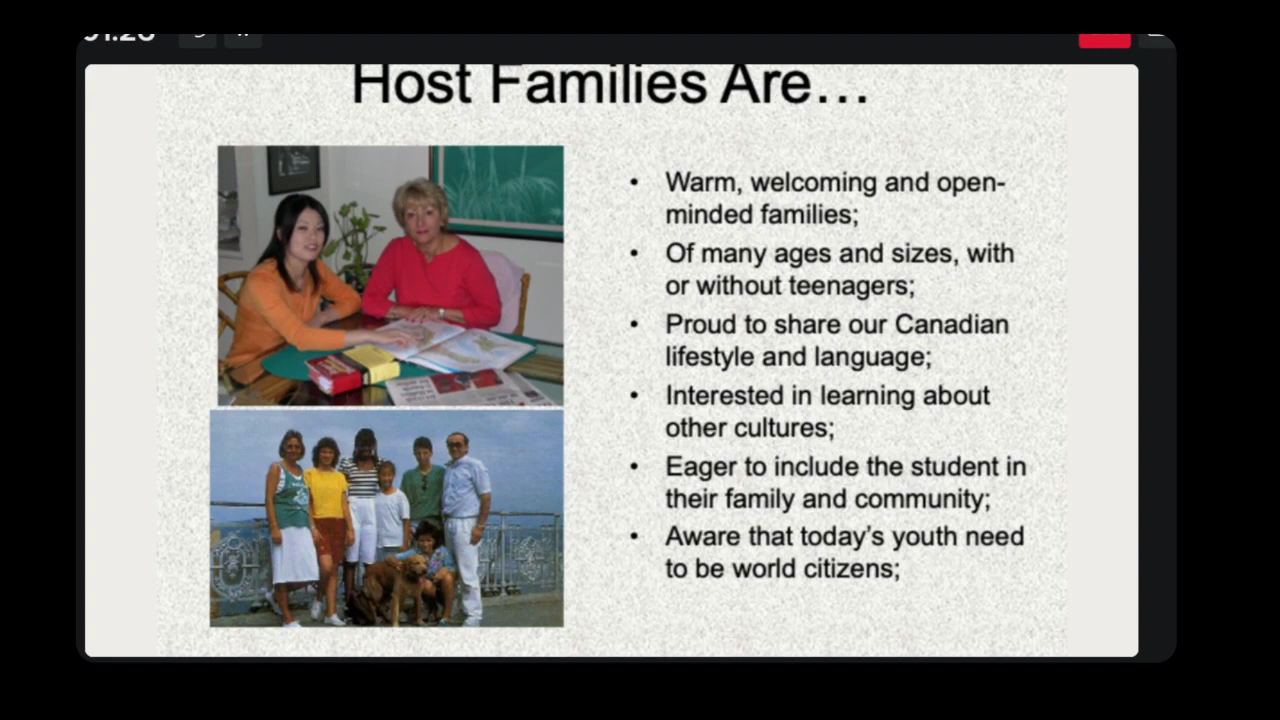 Host Families Are…
• Warm, welcoming and open-
minded families;
• Of many ages and sizes, with
or without teenagers;
• Proud to share our Canadian
lifestyle and language;
• Interested in learning about
other cultures;
• Eager to include the student in
their family and community;
• Aware that today’s youth need
to be world citizens;